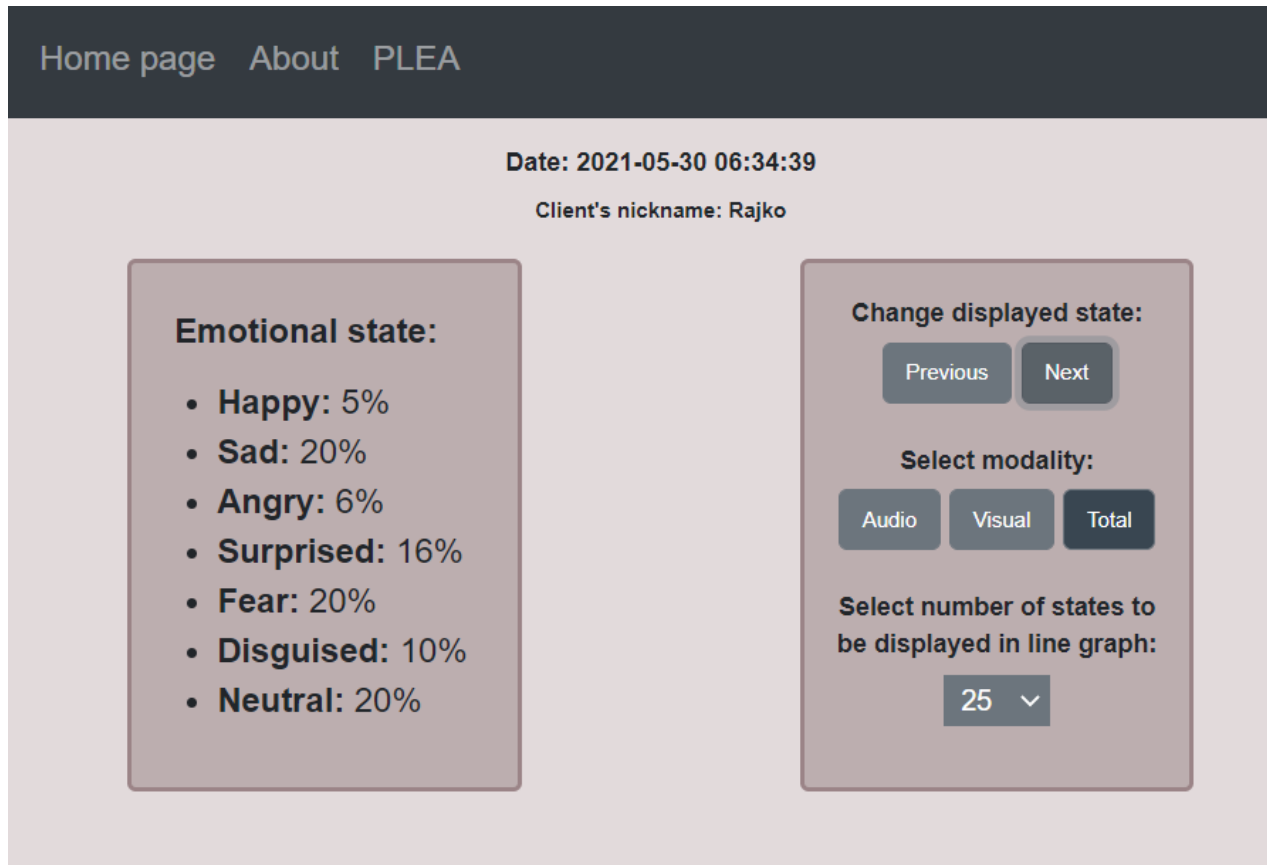 Home page About PLEA
Date: 2021-05-30 06:34:39
Client's nickname: Rajko
Emotional state:
• Happy: 5%
• Sad: 20%
• Angry: 6%
• Surprised: 16%
• Fear: 20%
• Disguised: 10%
• Neutral: 20%
Change displayed state:
Previous Next
Select modality:
Audio Visual Total
Select number of states to
be displayed in line graph:
25